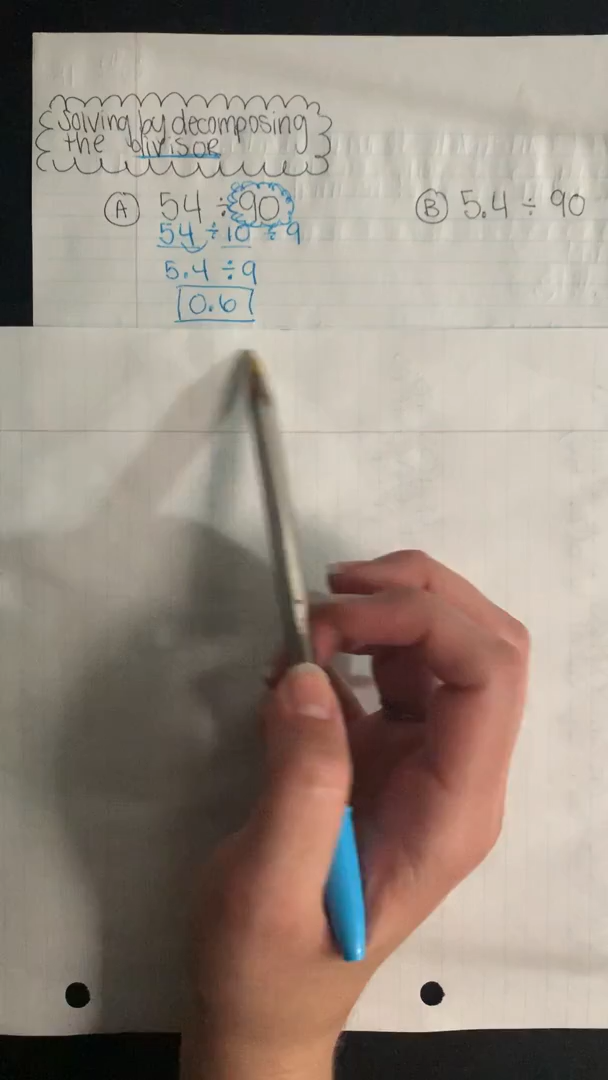 Solving by decomposing
the divisor
Ⓐ 54 ÷ 90
54 ÷ 10 ÷ 9
5.4 ÷ 9
0.6
Ⓑ 5.4 ÷ 90